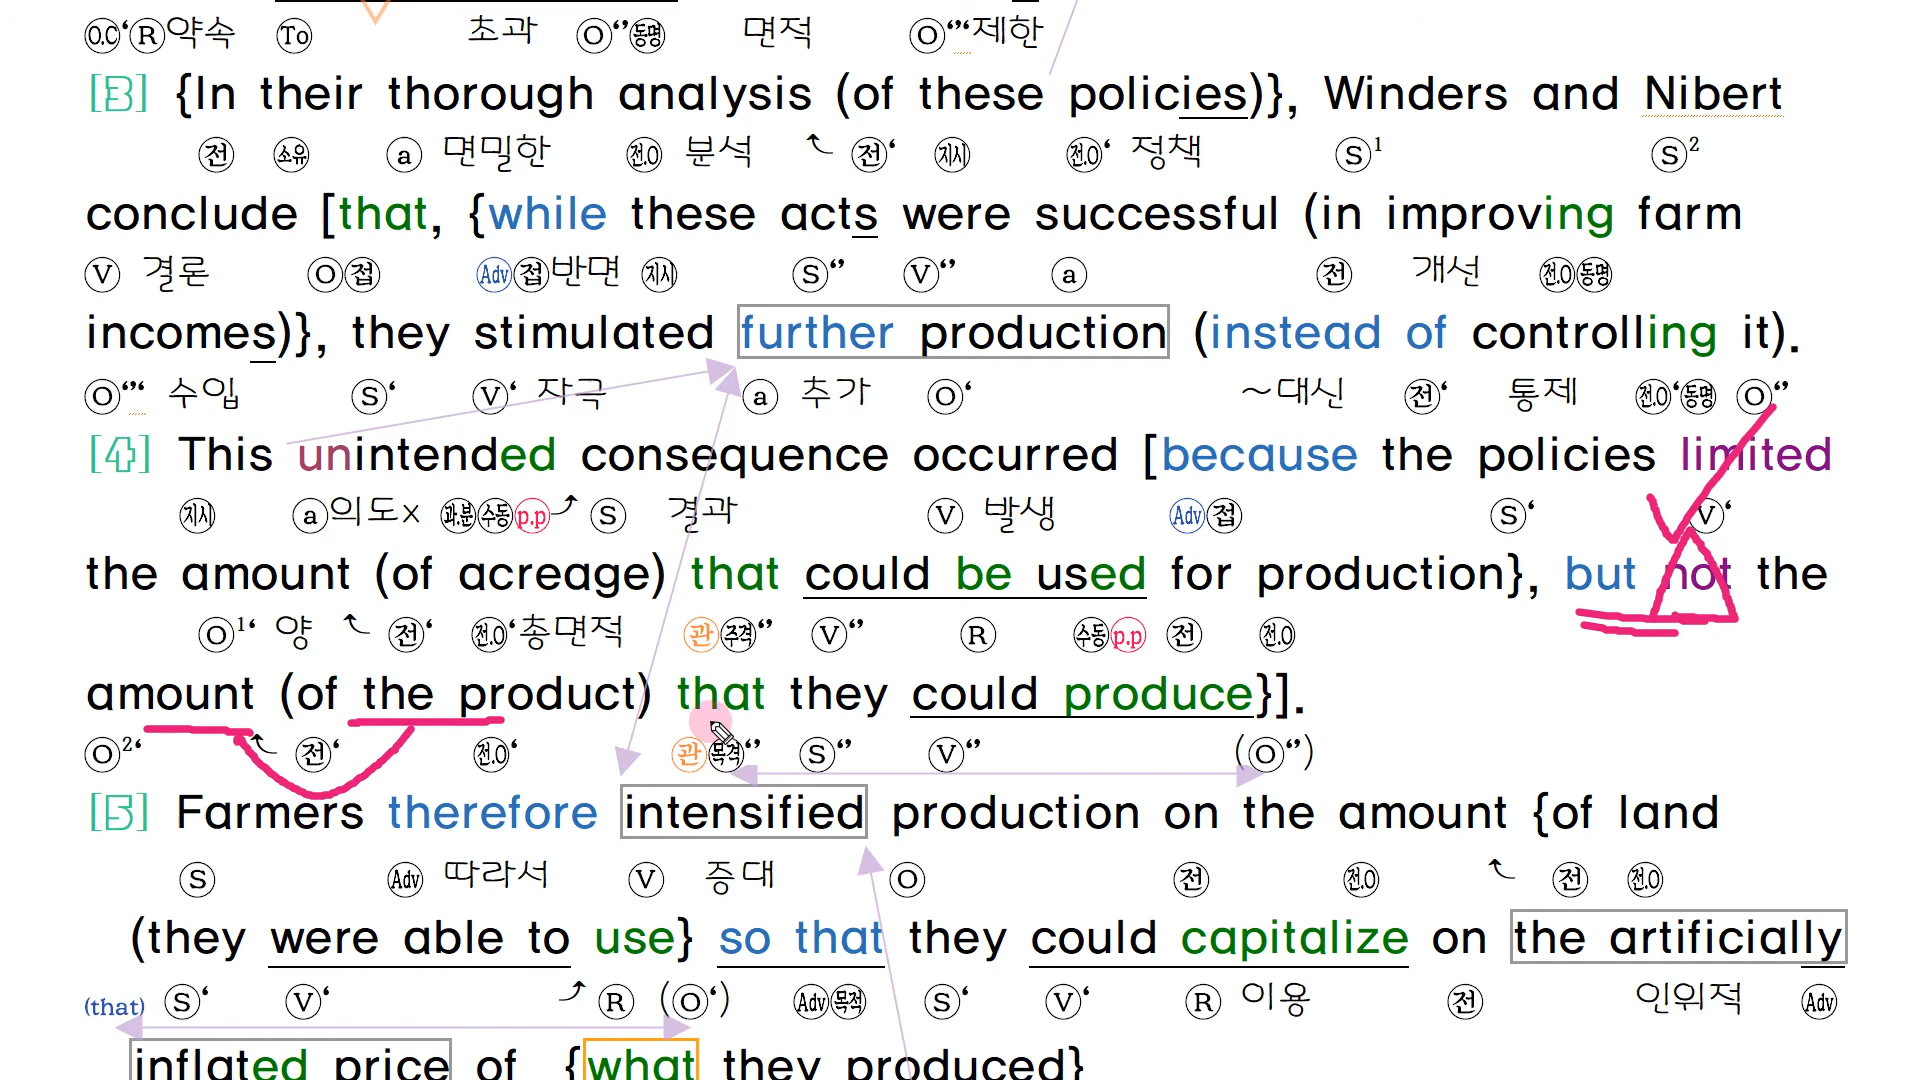 O.C‘ R 약속 To 초과 O‘’ 동명 면적 O‘’‘ 제한
[3] {In their thorough analysis (of these policies)}, Winders and Nibert
전 소유 a 면밀한 전.O 분석 전‘ 지시 전.O‘ 정책 S1 S2
conclude [that, {while these acts were successful (in improving farm
V 결론 O 접 Adv 접 반면 지시 S‘’ V‘’ a 전 개선 전.O 동명
incomes)}, they stimulated further production (instead of controlling it).
O‘’‘ 수입 S‘ V‘ 자극 a 추가 O‘ ~대신 전‘ 통제 전.O‘ 동명 O‘’
[4] This unintended consequence occurred [because the policies limited
지시 a 의도x 과.분 수동 p.p S 결과 V 발생 Adv 접 S‘ V‘
the amount (of acreage) that could be used for production}, but not the
O1‘ 양 전‘ 전.O‘ 총면적 관 주격‘’ V‘’ R 수동 p.p 전 전.O
amount (of the product) that they could produce}].
O2‘ 전‘ 전.O‘ 관 목격‘’ S‘’ V‘’ (O‘’)
[5] Farmers therefore intensified production on the amount {of land
S Adv 따라서 V 증대 O 전 전.O 전 전.O
(they were able to use} so that they could capitalize on the artificially
(that) S‘ V‘ R (O‘) Adv 목적 S‘ V‘ R 이용 전 인위적 Adv
inflated price of {what they produced}